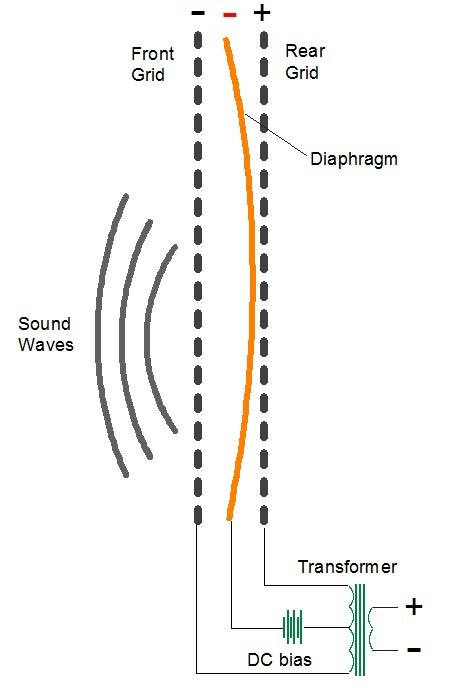 - - +
Front
Grid
Rear
Grid
Diaphragm
Sound
Waves
Transformer
+
DC bias
-